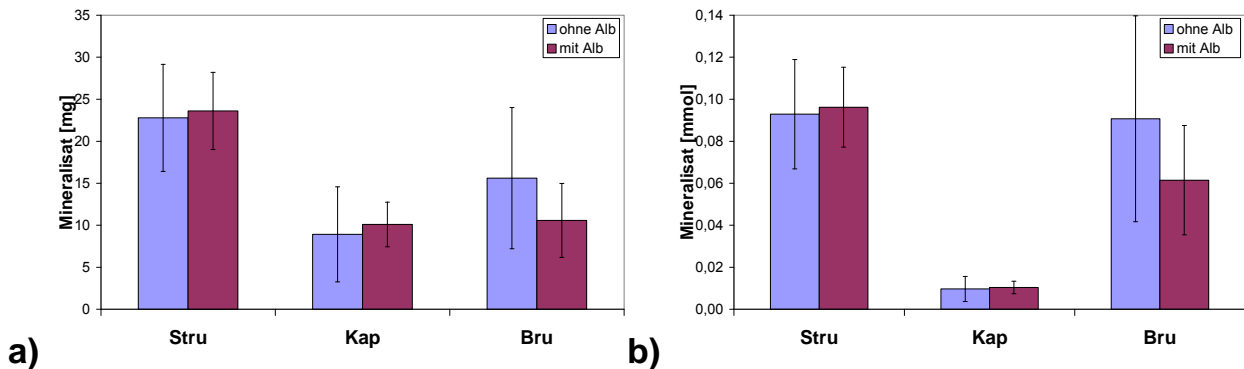 35
30
25
20
15
10
5
0
Mineralisat [mg]
ohne Alb
mit Alb
Stru Kap Bru
a)
0,14
0,12
0,10
0,08
0,06
0,04
0,02
0,00
Mineralisat [mmol]
ohne Alb
mit Alb
Stru Kap Bru
b)